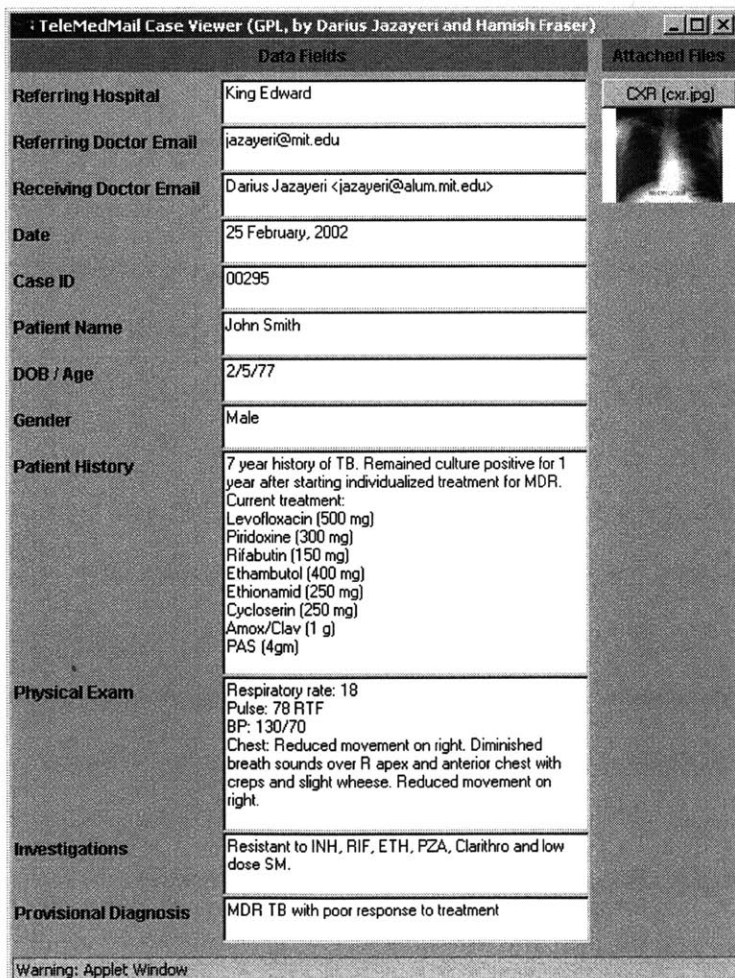 TeleMedMail Case Viewer (GPL, by Darius Jazayeri and Hamish Fraser)
Data Fields
Attached Files
Referring Hospital
King Edward
CXR (cxr.jpg)
Referring Doctor Email
jazayeri@mit.edu
Receiving Doctor Email
Darius Jazayeri <jazayeri@alum.mit.edu>
Date
25 February, 2002
Case ID
00295
Patient Name
John Smith
DOB / Age
2/5/77
Gender
Male
Patient History
7 year history of TB. Remained culture positive for 1
year after starting individualized treatment for MDR.
Current treatment:
Levofloxacin (500 mg)
Piridoxine (300 mg)
Rifabutin (150 mg)
Ethambutol (400 mg)
Ethionamid (250 mg)
Cycloserin (250 mg)
Amox/Clav (1 g)
PAS (4gm)
Physical Exam
Respiratory rate: 18
Pulse: 78 RTF
BP: 130/70
Chest: Reduced movement on right. Diminished
breath sounds over R apex and anterior chest with
creps and slight wheese. Reduced movement on
right.
Investigations
Resistant to INH, RIF, ETH, PZA, Clarithro and low
dose SM.
Provisional Diagnosis
MDR TB with poor response to treatment
Warning: Applet Window